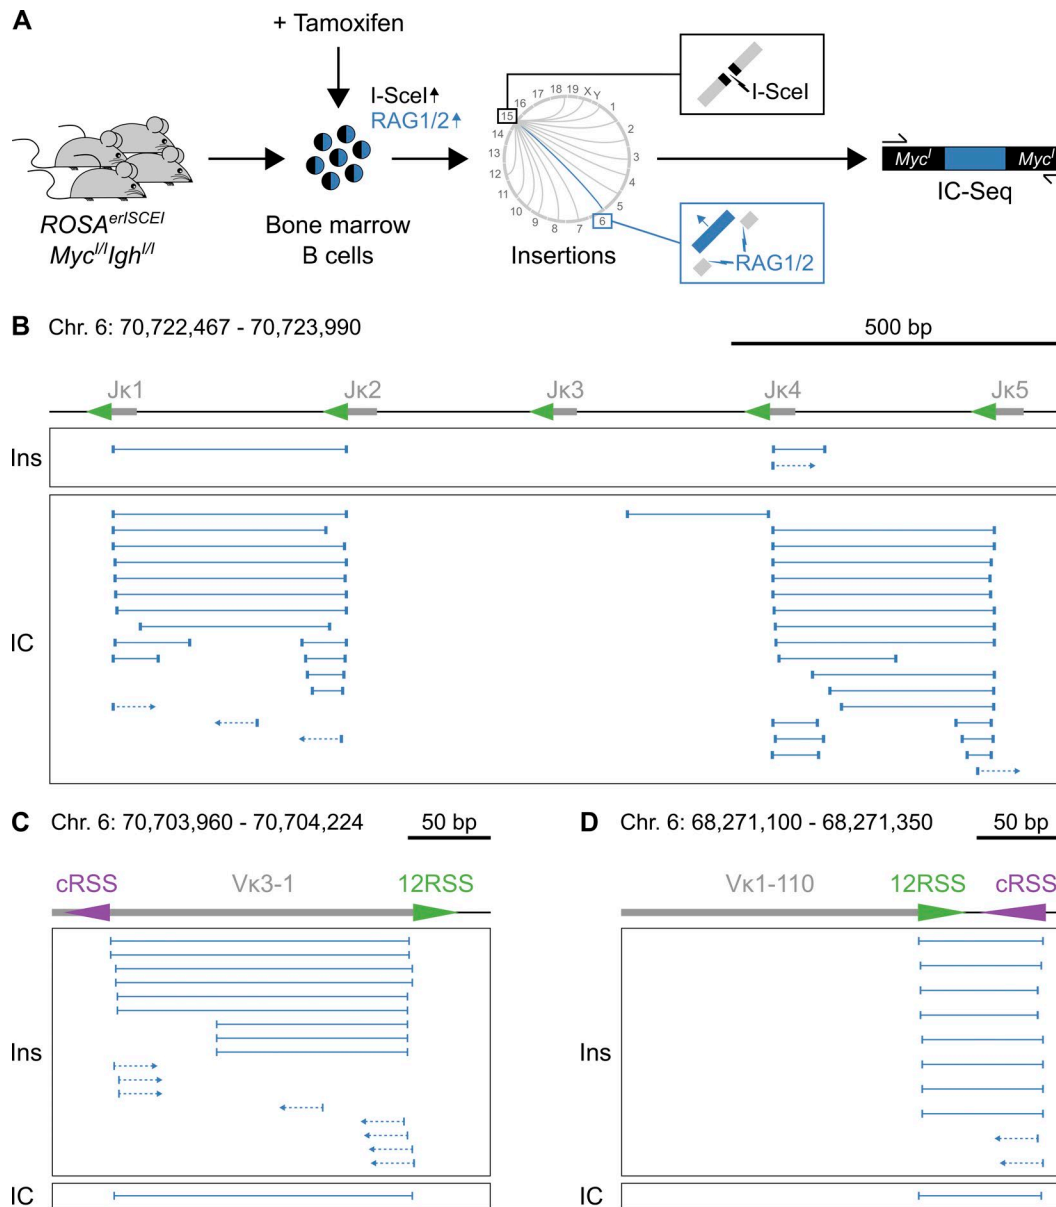 A
+ Tamoxifen
I-SceI↑
RAG1/2↑
ROSA^erISCEI
Myc^I/I Igh^I/I
Bone marrow
B cells
1
2
3
4
5
6
7
8
9
10
11
12
13
14
15
16
17
18
19
X
Y
Insertions
I-SceI
RAG1/2
Myc^I
Myc^I
IC-Seq
B Chr. 6: 70,722,467 - 70,723,990
500 bp
Jκ1 Jκ2 Jκ3 Jκ4 Jκ5
Ins
IC
C Chr. 6: 70,703,960 - 70,704,224
50 bp
cRSS Vκ3-1 12RSS
Ins
IC
D Chr. 6: 68,271,100 - 68,271,350
50 bp
Vκ1-110 12RSS cRSS
Ins
IC